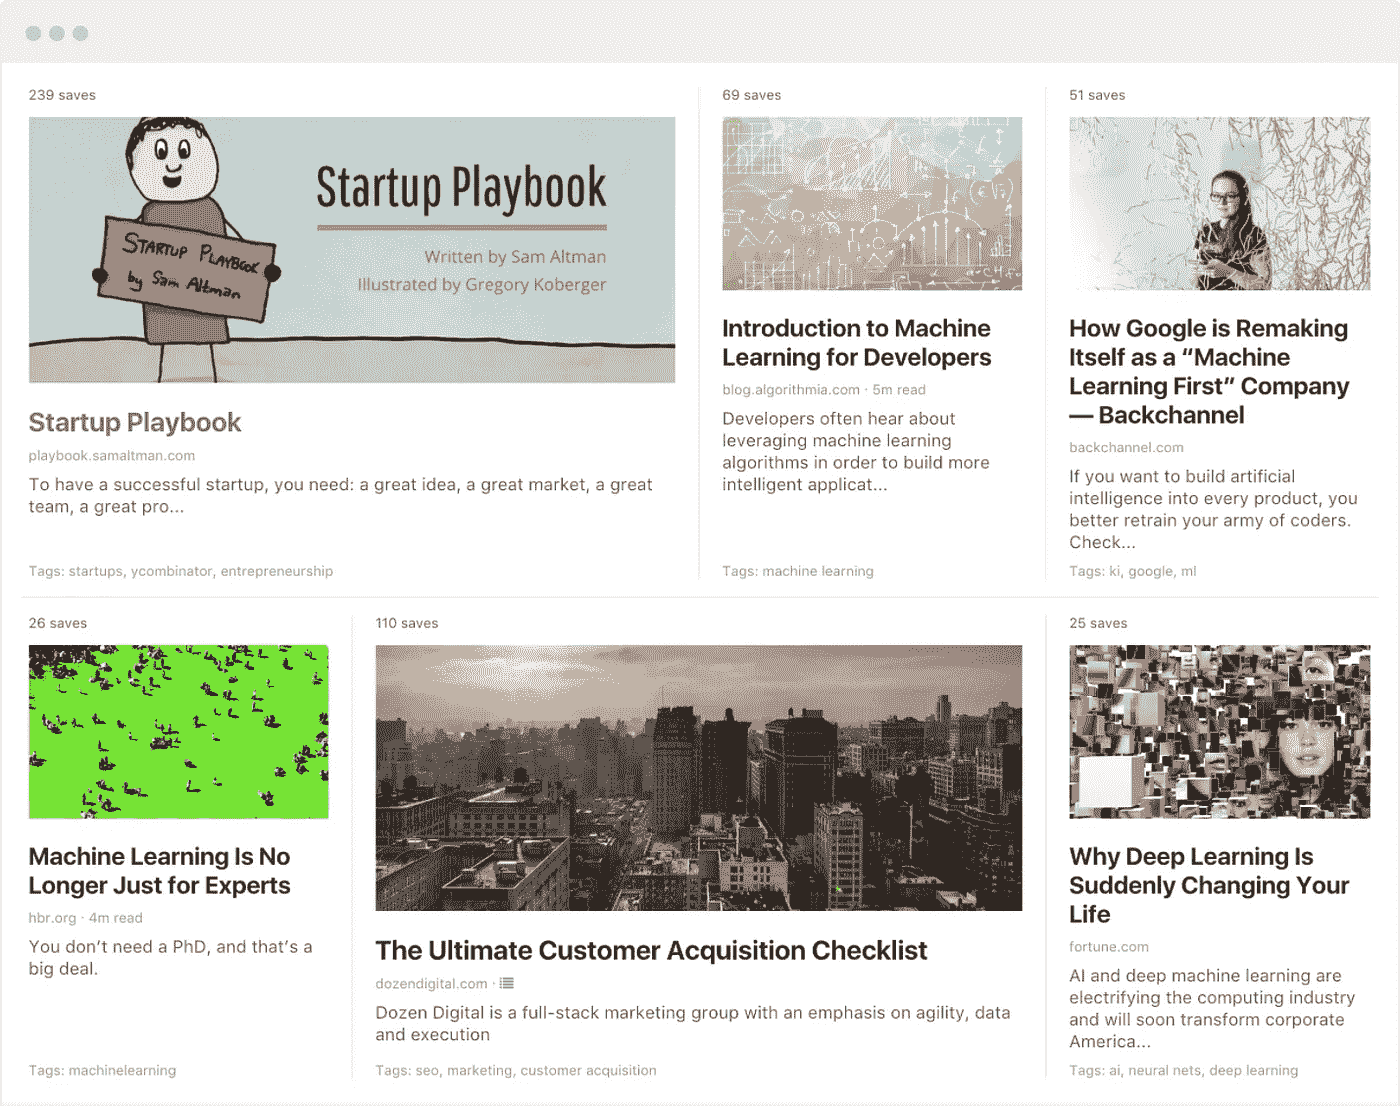 239 saves
STARTUP PLAYBOOK
by Sam Altman
Startup Playbook
Written by Sam Altman
Illustrated by Gregory Koberger
Startup Playbook
playbook.samaltman.com
To have a successful startup, you need: a great idea, a great market, a great
team, a great pro...
Tags: startups, ycombinator, entrepreneurship
69 saves
Introduction to Machine
Learning for Developers
blog.algorithmia.com · 5m read
Developers often hear about
leveraging machine learning
algorithms in order to build more
intelligent applicat...
Tags: machine learning
51 saves
How Google is Remaking
Itself as a “Machine
Learning First” Company
— Backchannel
backchannel.com
If you want to build artificial
intelligence into every product, you
better retrain your army of coders.
Check...
Tags: ki, google, ml
26 saves
Machine Learning Is No
Longer Just for Experts
hbr.org · 4m read
You don’t need a PhD, and that’s a
big deal.
Tags: machinelearning
110 saves
The Ultimate Customer Acquisition Checklist
dozendigital.com ·
Dozen Digital is a full-stack marketing group with an emphasis on agility, data
and execution
Tags: seo, marketing, customer acquisition
25 saves
Why Deep Learning Is
Suddenly Changing Your
Life
fortune.com
AI and deep machine learning are
electrifying the computing industry
and will soon transform corporate
America...
Tags: ai, neural nets, deep learning